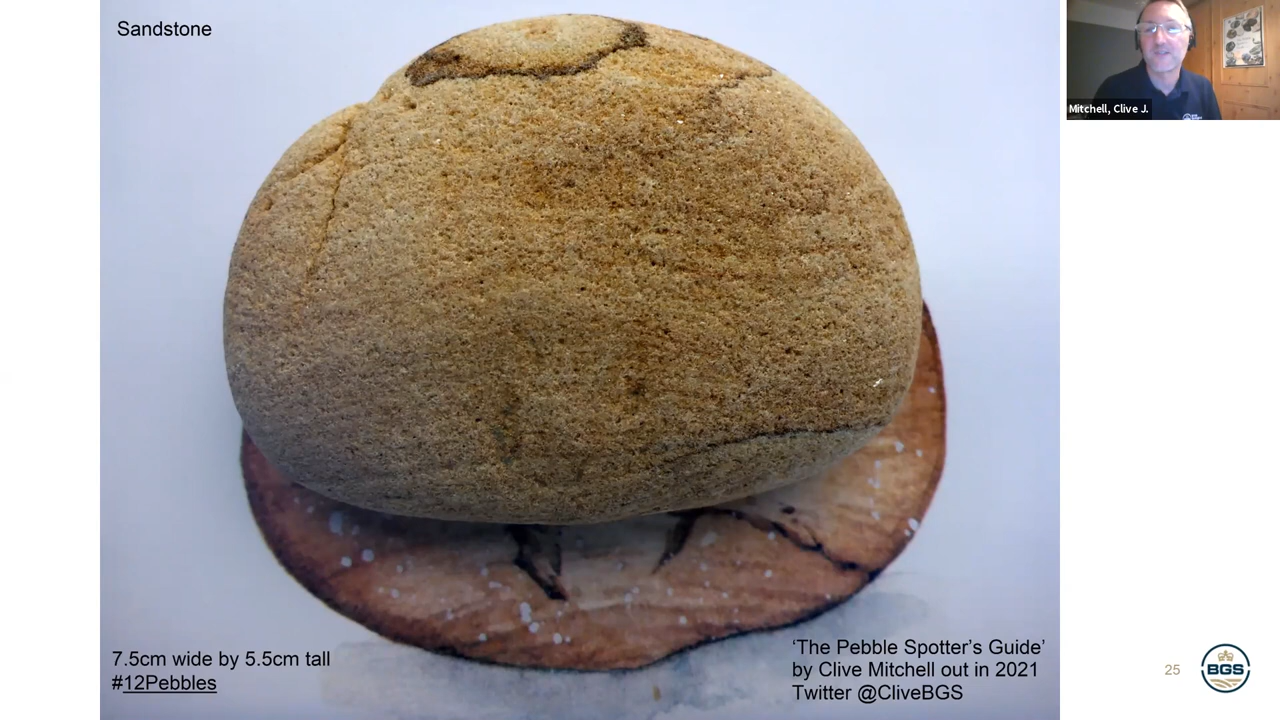 Sandstone
Mitchell, Clive J.
7.5cm wide by 5.5cm tall
#12Pebbles
‘The Pebble Spotter’s Guide’
by Clive Mitchell out in 2021
Twitter @CliveBGS
25
BGS